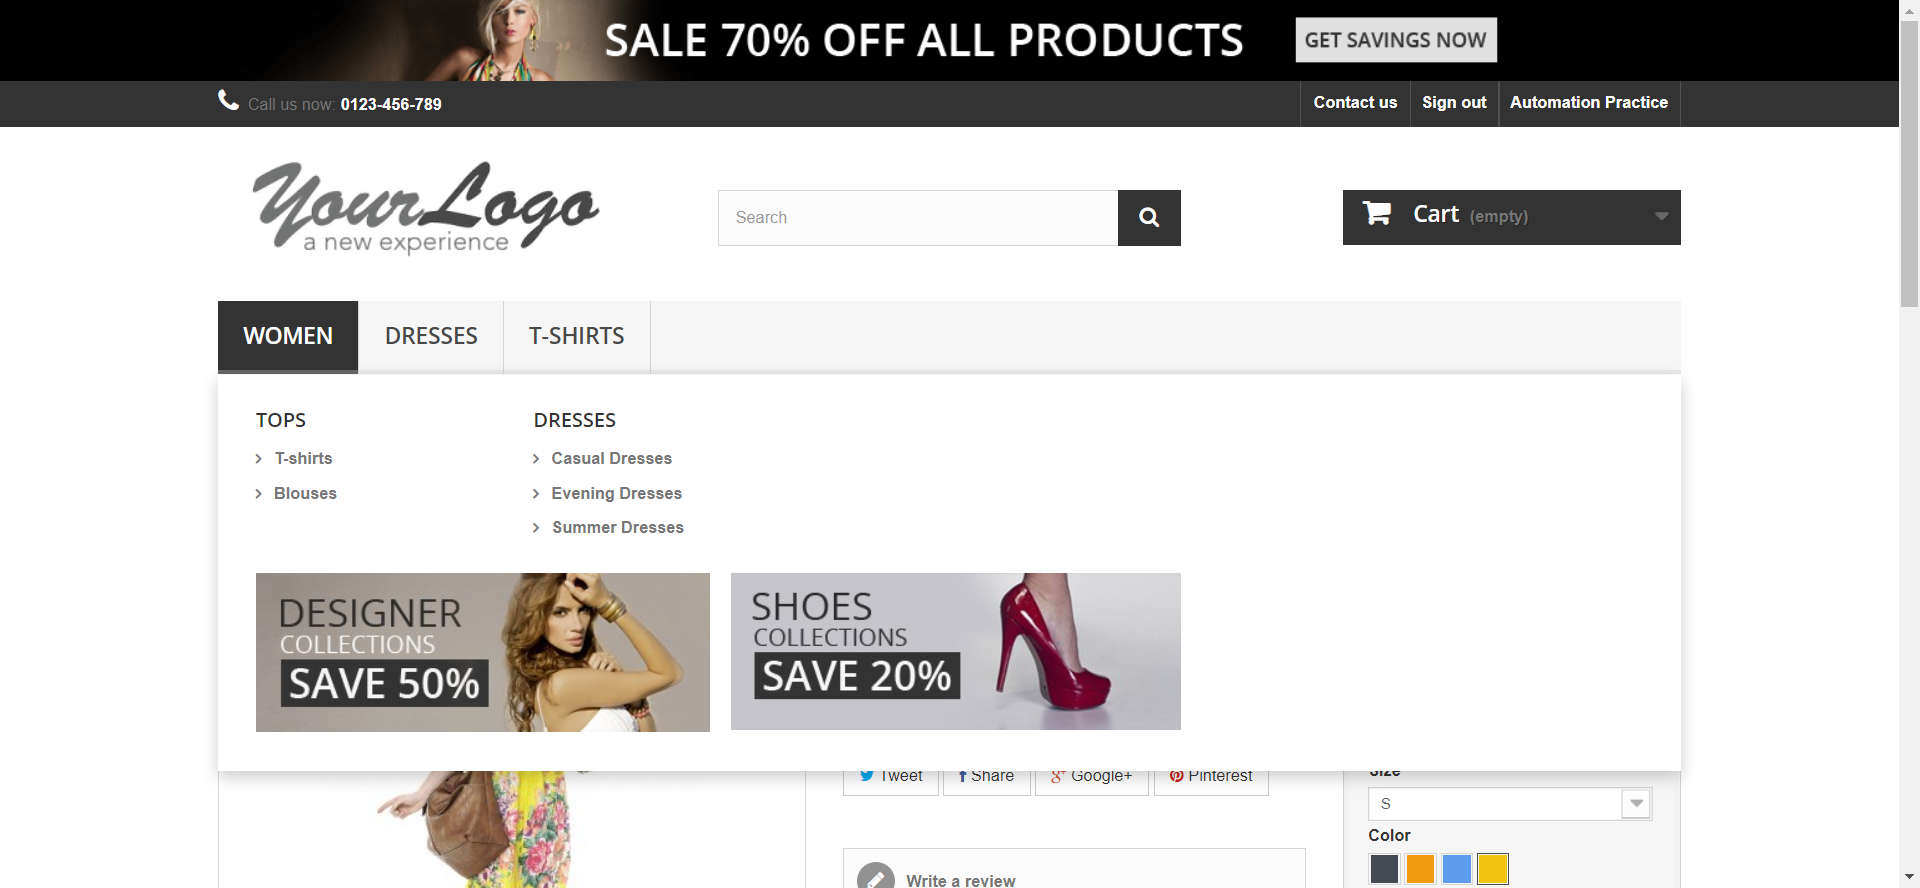 SALE 70% OFF ALL PRODUCTS
GET SAVINGS NOW
Call us now: 0123-456-789
Contact us
Sign out
Automation Practice
Your Logo
a new experience
Search
Cart (empty)
WOMEN
DRESSES
T-SHIRTS
TOPS
T-shirts
Blouses
DRESSES
Casual Dresses
Evening Dresses
Summer Dresses
DESIGNER
COLLECTIONS
SAVE 50%
SHOES
COLLECTIONS
SAVE 20%
Tweet
Share
Google+
Pinterest
Write a review
Size
S
Color